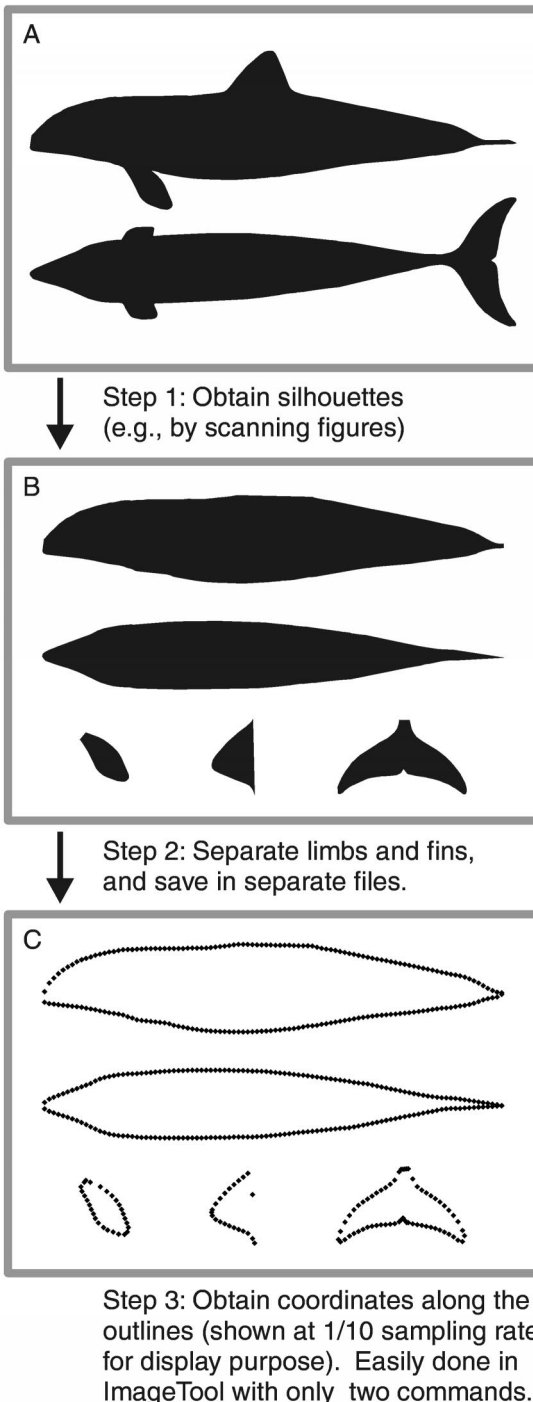 A
Step 1: Obtain silhouettes
(e.g., by scanning figures)
B
Step 2: Separate limbs and fins,
and save in separate files.
C
Step 3: Obtain coordinates along the
outlines (shown at 1/10 sampling rate
for display purpose). Easily done in
ImageTool with only two commands.